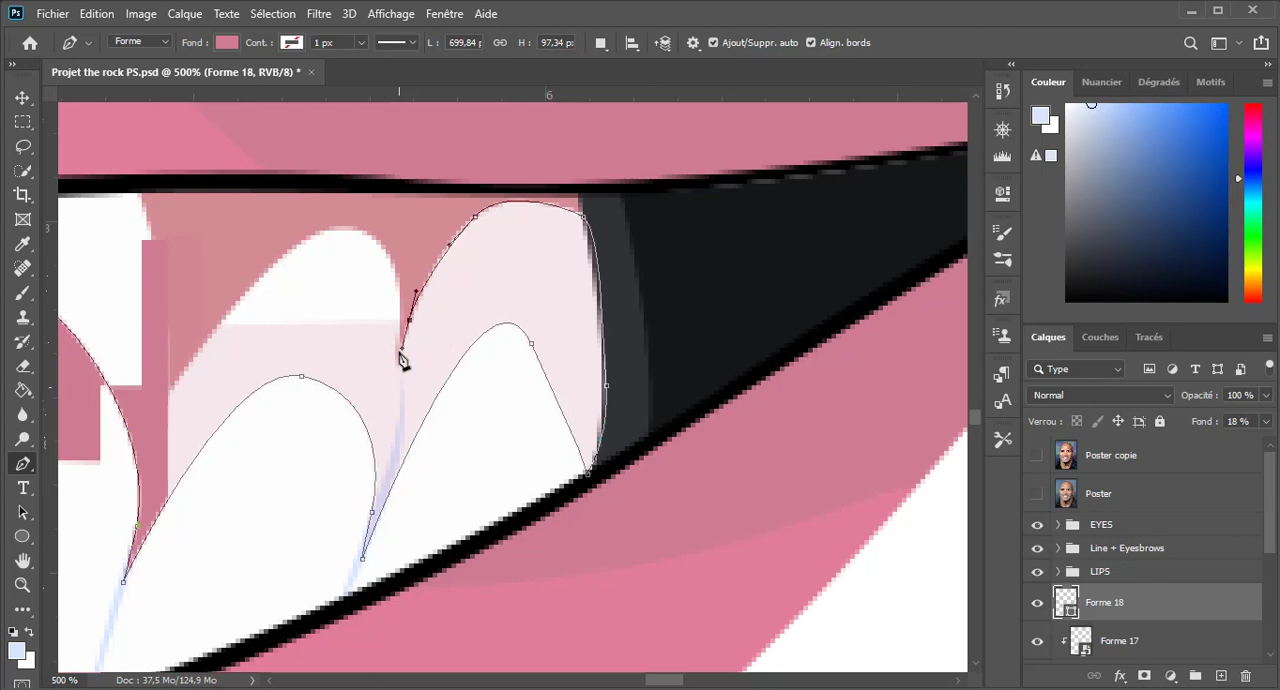 Ps Fichier Edition Image Calque Texte Sélection Filtre 3D Affichage Fenêtre Aide
Forme Fond : Cont. : 1 px L : 699,84 p H : 97,34 px Ajout/Suppr. auto Align. bords
Projet the rock PS.psd @ 500% (Forme 18, RVB/8) * ×
6
Couleur Nuancier Dégradés Motifs
3
Calques Couches Tracés
Type
Normal Opacité : 100 %
Verrou : Fond : 18 %
Poster copie
Poster
EYES
Line + Eyesbrows
LIPS
Forme 18
Forme 17
500 % Doc : 37,5 Mo/124,9 Mo